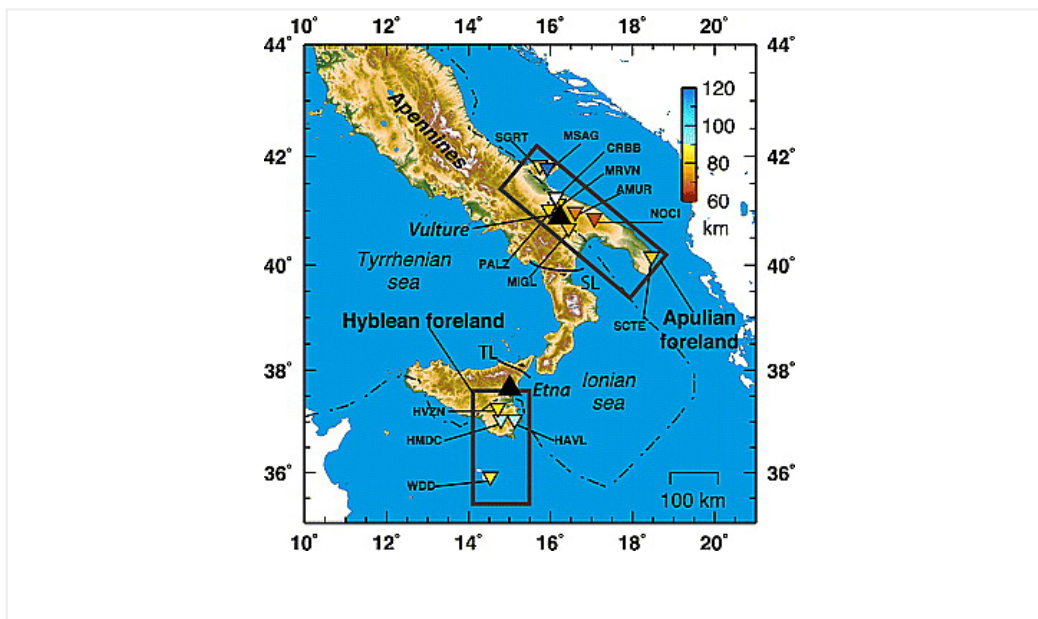 10° 12° 14° 16° 18° 20°
44° 44°
120
Apennines
MSAG
SGRT
CRBB
100
42° 42°
MRVN
80
AMUR
60
NOCI
km
Vulture
Tyrrhenian
sea
PALZ
40° 40°
MIGL
SL
SCTE
Apulian
foreland
Hyblean foreland
TL
38° 38°
Etna
Ionian
sea
HVZN
HMDC
HAVL
36° 36°
WDD
100 km
10° 12° 14° 16° 18° 20°